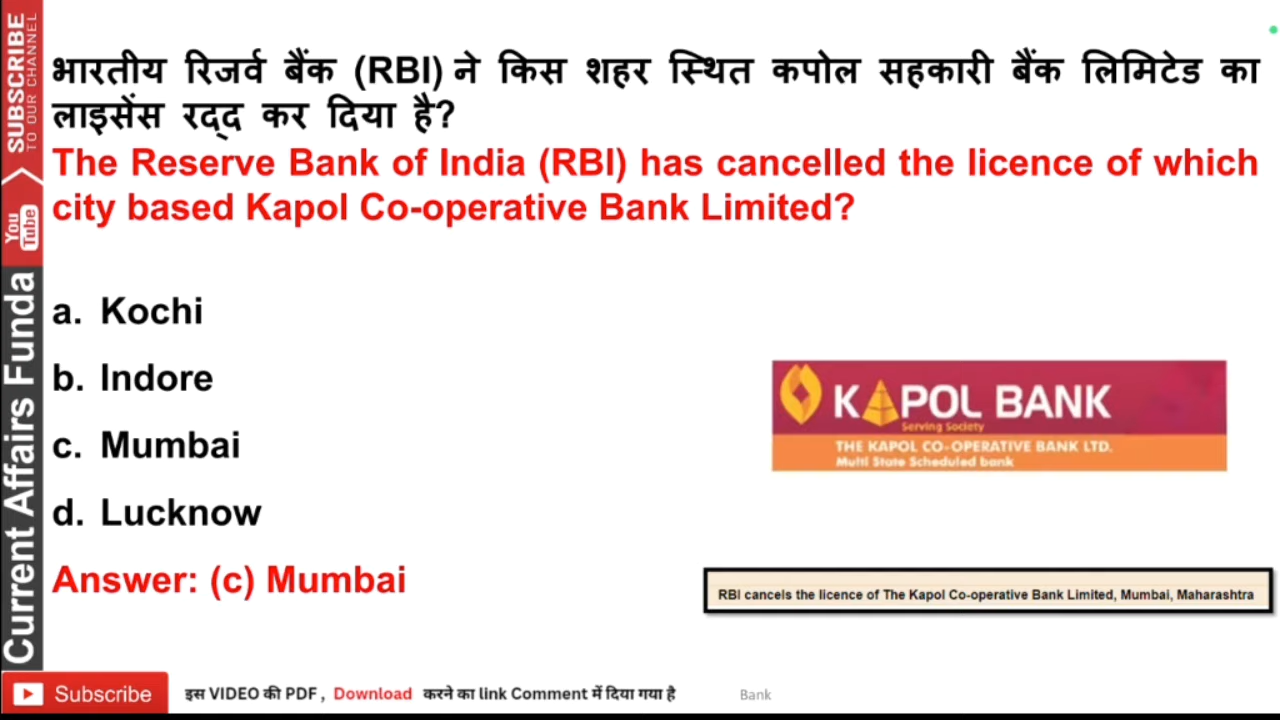 भारतीय रिजर्व बैंक (RBI) ने किस शहर स्थित कपोल सहकारी बैंक लिमिटेड का
लाइसेंस रद्द कर दिया है?
The Reserve Bank of India (RBI) has cancelled the licence of which
city based Kapol Co-operative Bank Limited?
a. Kochi
b. Indore
c. Mumbai
d. Lucknow
Answer: (c) Mumbai
KAPOL BANK
Serving Society
THE KAPOL CO-OPERATIVE BANK LTD.
Multi State Scheduled bank
RBI cancels the licence of The Kapol Co-operative Bank Limited, Mumbai, Maharashtra
SUBSCRIBE
TO OUR CHANNEL
You Tube
Current Affairs Funda
Subscribe
इस VIDEO की PDF , Download करने का link Comment में दिया गया है
Bank